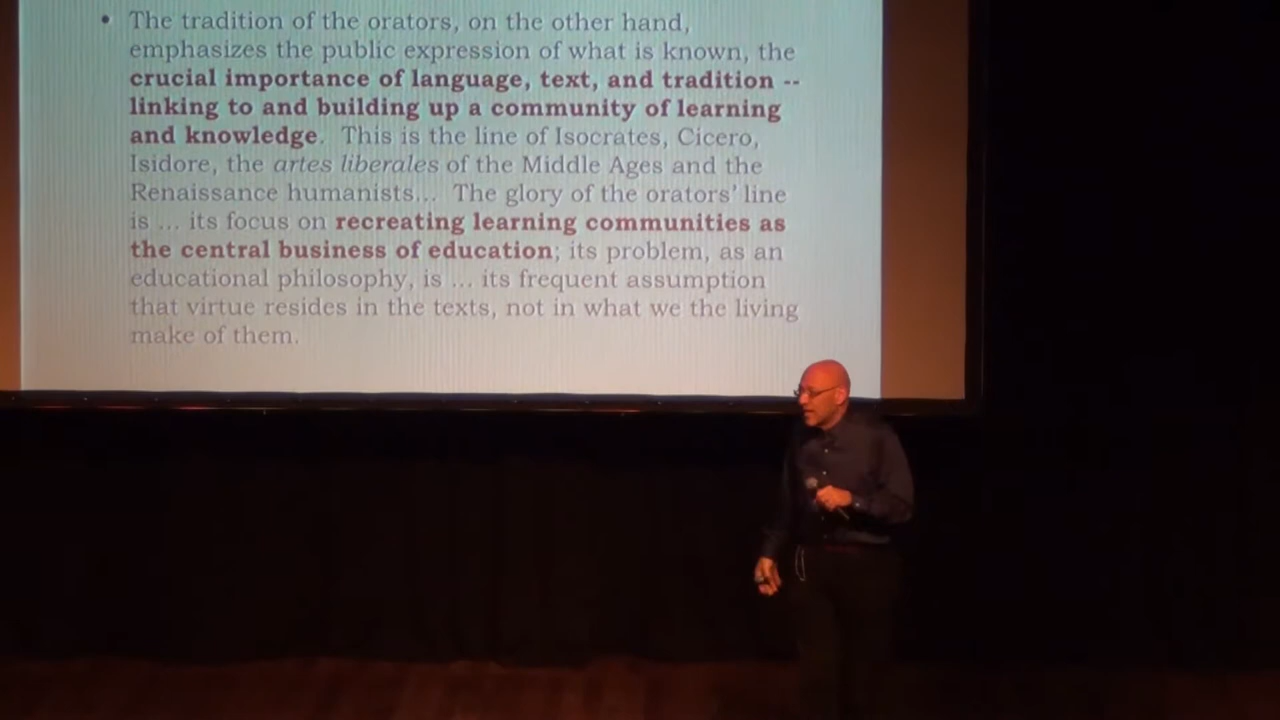 • The tradition of the orators, on the other hand,
emphasizes the public expression of what is known, the
crucial importance of language, text, and tradition --
linking to and building up a community of learning
and knowledge. This is the line of Isocrates, Cicero,
Isidore, the artes liberales of the Middle Ages and the
Renaissance humanists... The glory of the orators' line
is ... its focus on recreating learning communities as
the central business of education; its problem, as an
educational philosophy, is ... its frequent assumption
that virtue resides in the texts, not in what we the living
make of them.